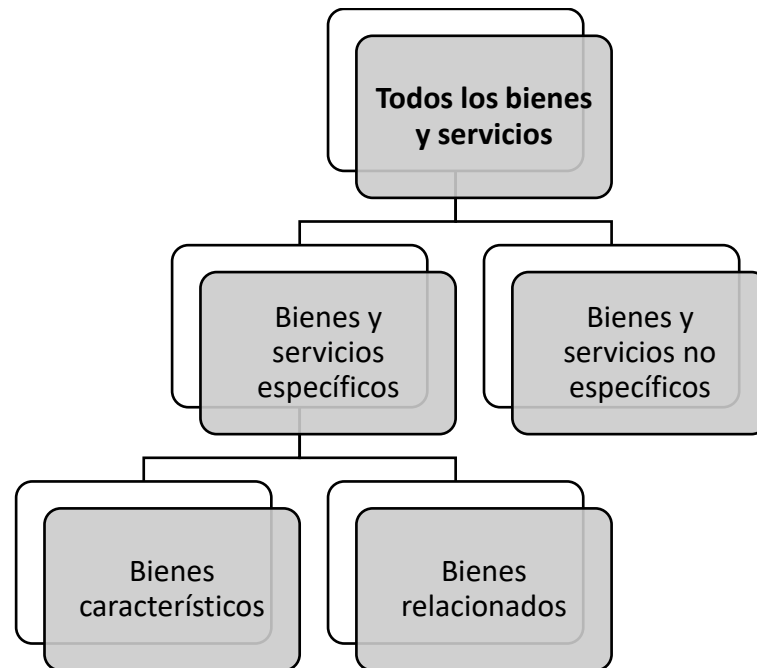 Todos los bienes
y servicios
Bienes y
servicios
específicos
Bienes y
servicios no
específicos
Bienes
característicos
Bienes
relacionados